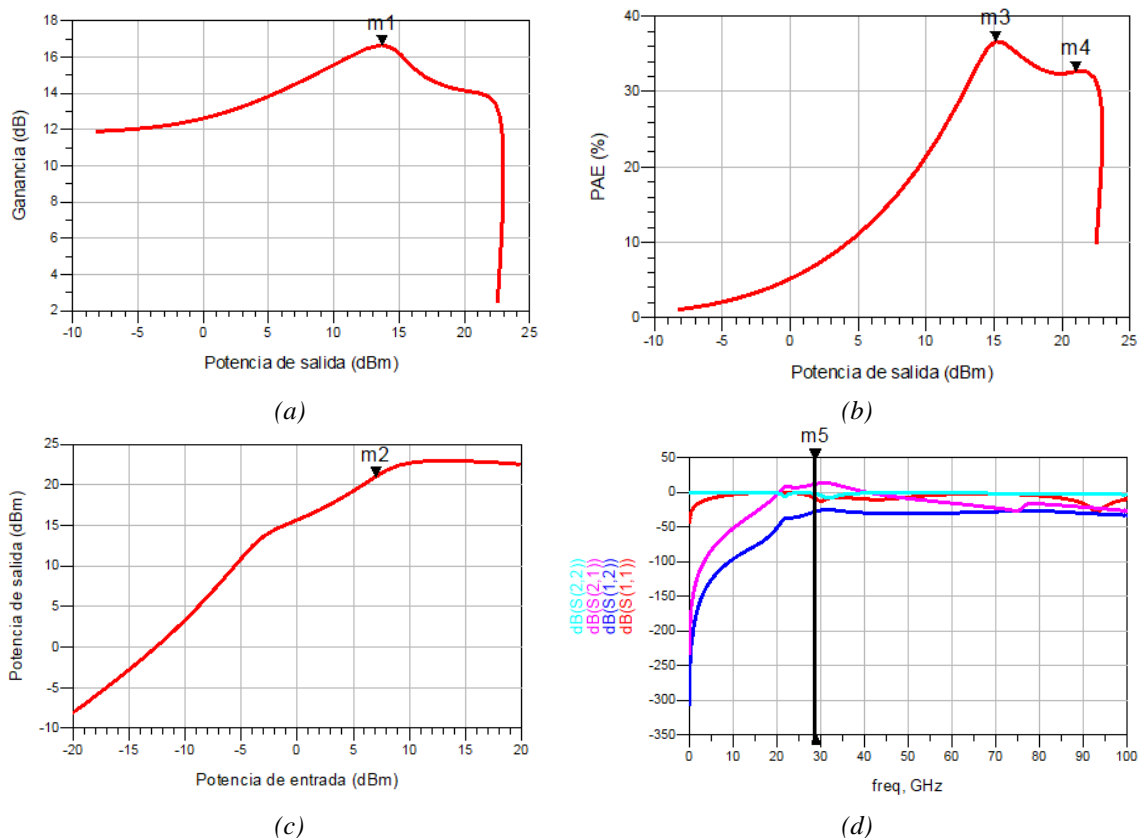 m1
18
16
14
12
10
8
6
4
2
Ganancia (dB)
-10 -5 0 5 10 15 20 25
Potencia de salida (dBm)
(a)
m3
m4
40
30
20
10
0
PAE (%)
-10 -5 0 5 10 15 20 25
Potencia de salida (dBm)
(b)
m2
25
20
15
10
5
0
-5
-10
Potencia de salida (dBm)
-20 -15 -10 -5 0 5 10 15 20
Potencia de entrada (dBm)
(c)
m5
50
0
-50
-100
-150
-200
-250
-300
-350
dB(S(2,2))
dB(S(2,1))
dB(S(1,2))
dB(S(1,1))
0 10 20 30 40 50 60 70 80 90 100
freq, GHz
(d)